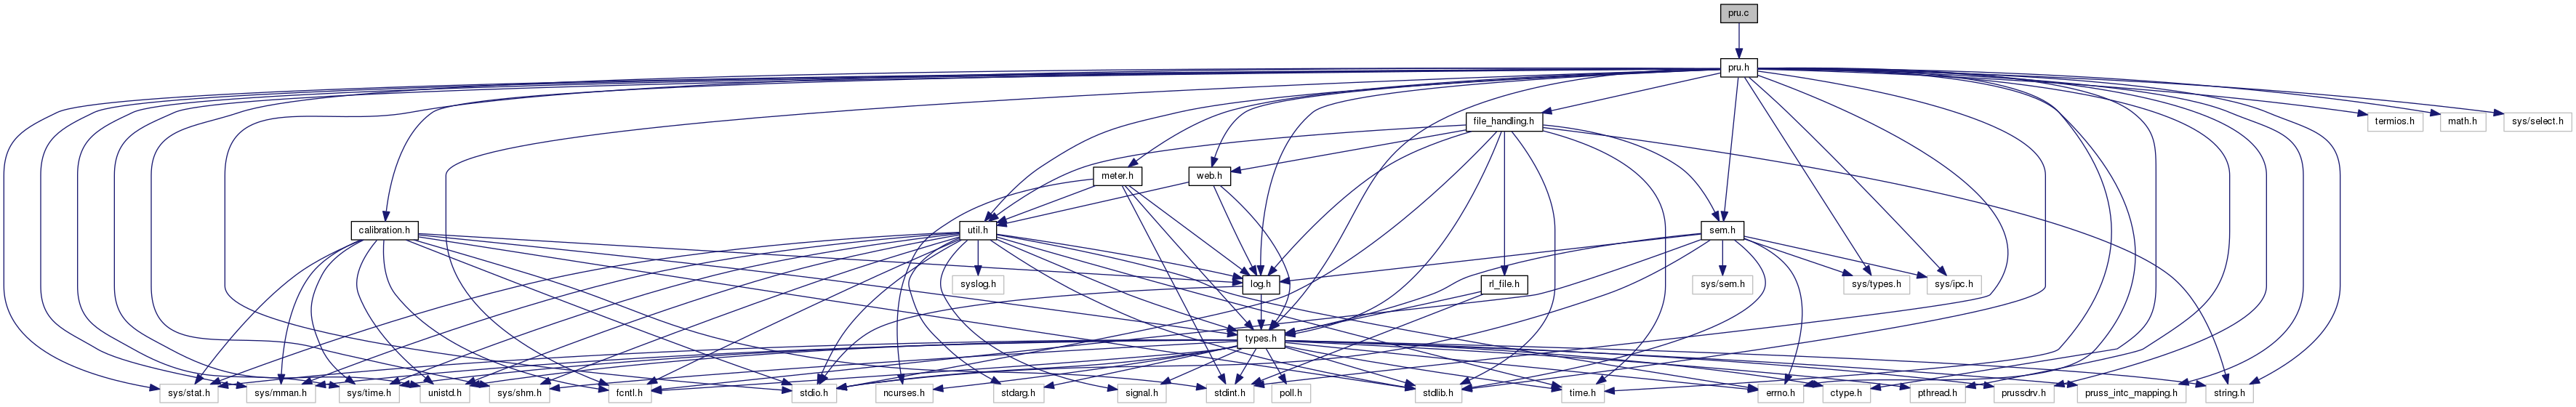 pru.c
pru.h
file_handling.h
termios.h
math.h
sys/select.h
meter.h
web.h
calibration.h
util.h
sem.h
syslog.h
log.h
rl_file.h
sys/sem.h
sys/types.h
sys/ipc.h
types.h
sys/stat.h
sys/mman.h
sys/time.h
unistd.h
sys/shm.h
fcntl.h
stdio.h
ncurses.h
stdarg.h
signal.h
stdint.h
poll.h
stdlib.h
time.h
errno.h
ctype.h
pthread.h
prussdrv.h
pruss_intc_mapping.h
string.h